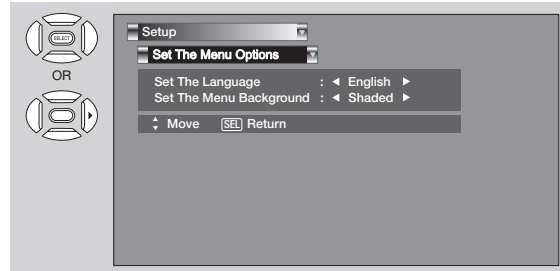 SELECT
OR
Setup
Set The Menu Options
Set The Language : ◄ English ►
Set The Menu Background : ◄ Shaded ►
Move SEL Return